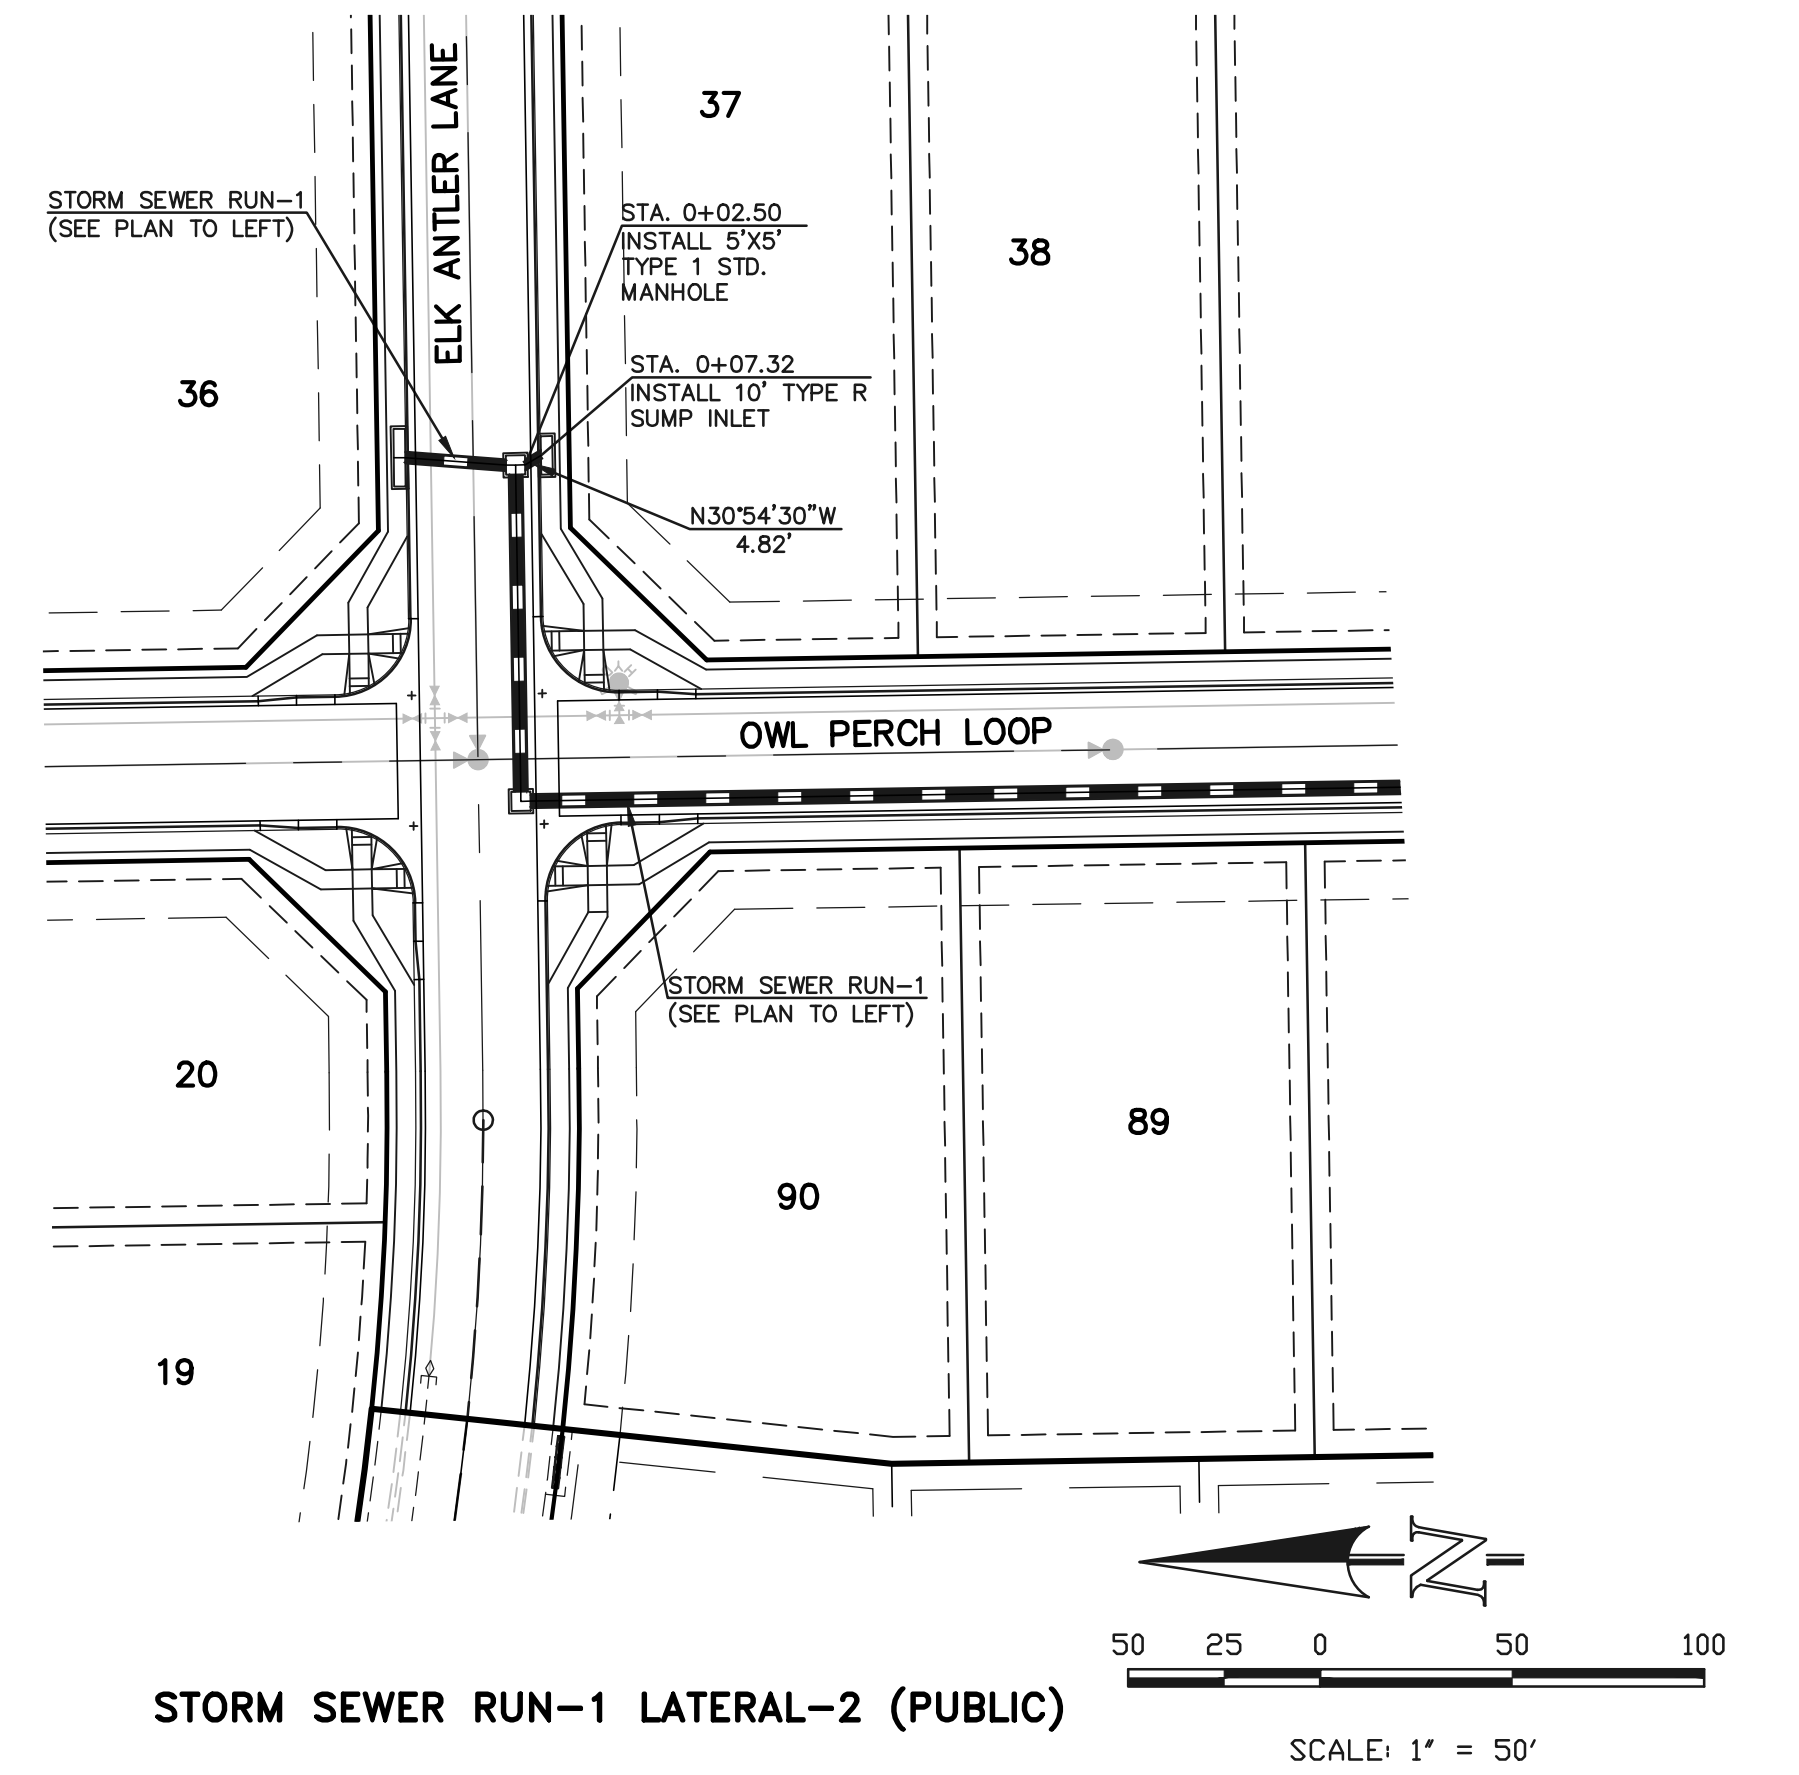 ELK ANTLER LANE
37
STORM SEWER RUN-1
(SEE PLAN TO LEFT)
STA. 0+02.50
INSTALL 5'X5'
TYPE 1 STD.
MANHOLE
38
STA. 0+07.32
INSTALL 10' TYPE R
SUMP INLET
36
N30°54'30"W
4.82'
OWL PERCH LOOP
STORM SEWER RUN-1
(SEE PLAN TO LEFT)
20
89
90
19
N
50 25 0 50 100
STORM SEWER RUN-1 LATERAL-2 (PUBLIC)
SCALE: 1" = 50'